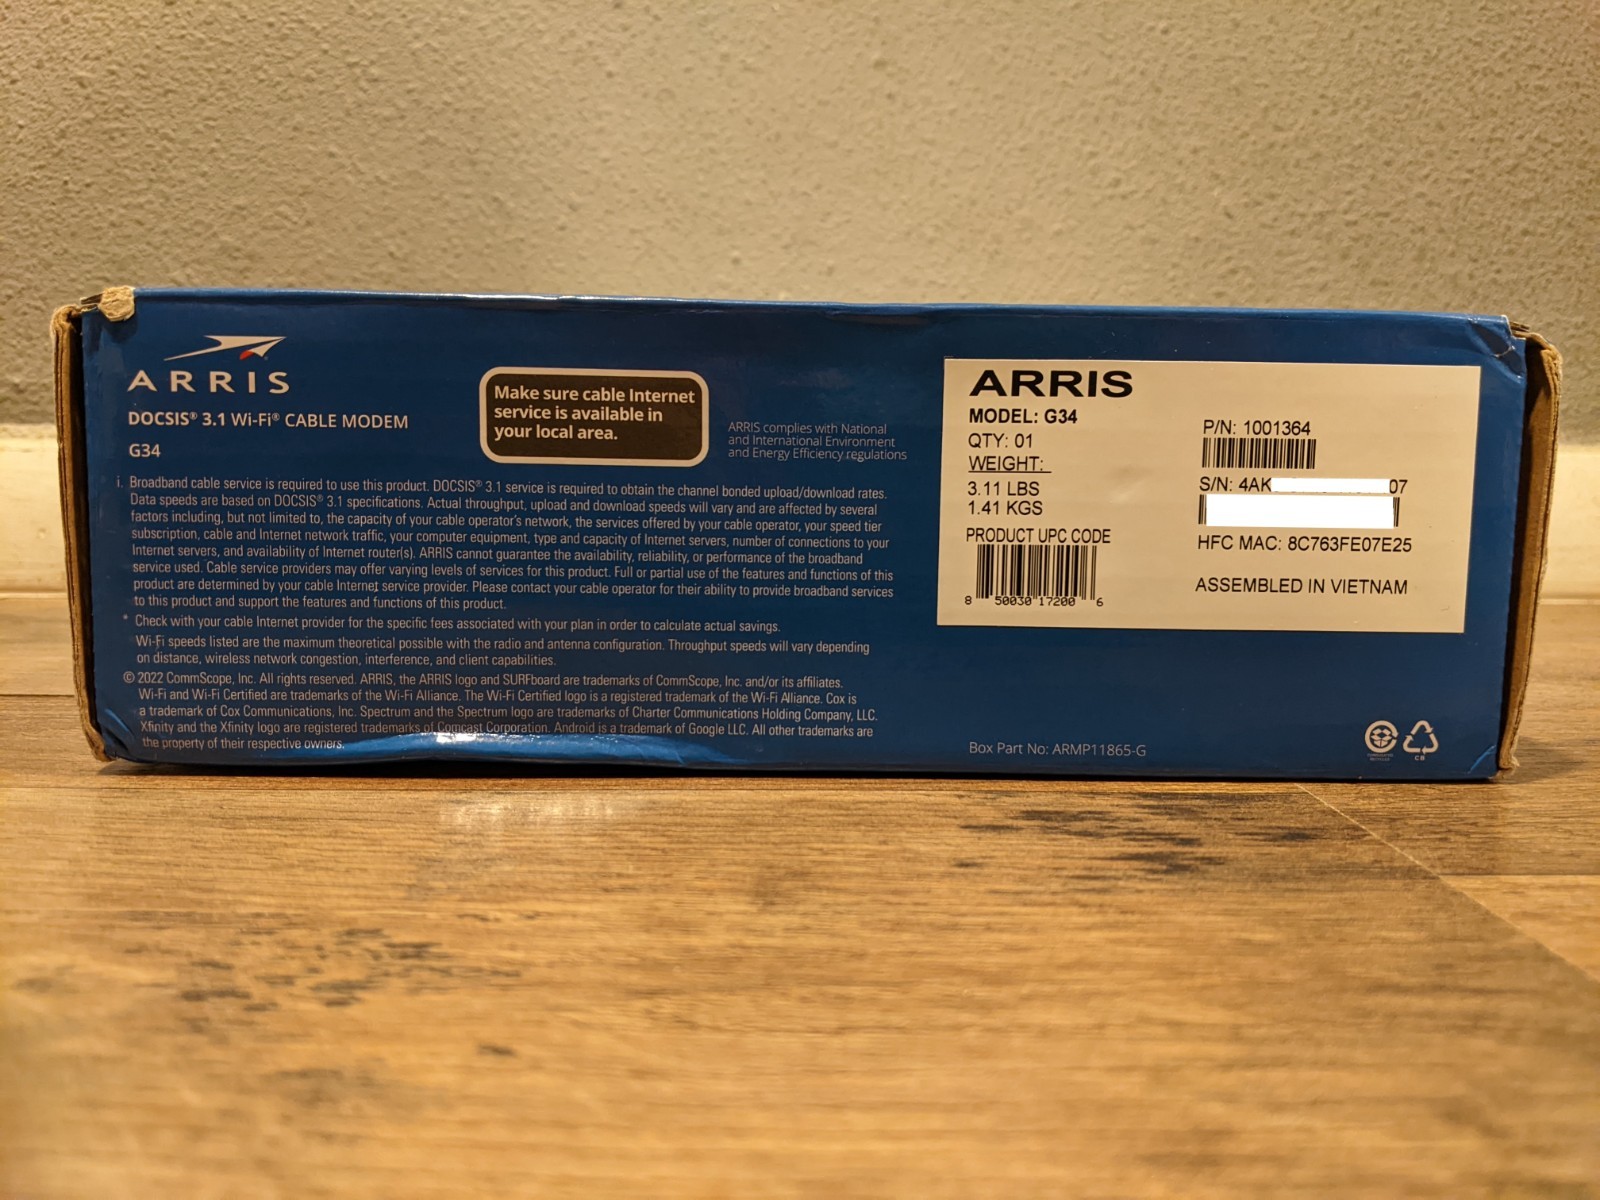 ARRIS
DOCSIS® 3.1 Wi-Fi® CABLE MODEM
G34
Make sure cable Internet
service is available in
your local area.
ARRIS complies with National
and International Environment
and Energy Efficiency regulations
i. Broadband cable service is required to use this product. DOCSIS® 3.1 service is required to obtain the channel bonded upload/download rates.
Data speeds are based on DOCSIS® 3.1 specifications. Actual throughput, upload and download speeds will vary and are affected by several
factors including, but not limited to, the capacity of your cable operator's network, the services offered by your cable operator, your speed tier
subscription, cable and Internet network traffic, your computer equipment, type and capacity of Internet servers, number of connections to your
Internet servers, and availability of Internet router(s). ARRIS cannot guarantee the availability, reliability, or performance of the broadband
service used. Cable service providers may offer varying levels of services for this product. Full or partial use of the features and functions of this
product are determined by your cable Internet service provider. Please contact your cable operator for their ability to provide broadband services
to this product and support the features and functions of this product.
* Check with your cable Internet provider for the specific fees associated with your plan in order to calculate actual savings.
Wi-Fi speeds listed are the maximum theoretical possible with the radio and antenna configuration. Throughput speeds will vary depending
on distance, wireless network congestion, interference, and client capabilities.
© 2022 CommScope, Inc. All rights reserved. ARRIS, the ARRIS logo and SURFboard are trademarks of CommScope, Inc. and/or its affiliates.
Wi-Fi and Wi-Fi Certified are trademarks of the Wi-Fi Alliance. The Wi-Fi Certified logo is a registered trademark of the Wi-Fi Alliance. Cox is
a trademark of Cox Communications, Inc. Spectrum and the Spectrum logo are trademarks of Charter Communications Holding Company, LLC.
Xfinity and the Xfinity logo are registered trademarks of Comcast Corporation. Android is a trademark of Google LLC. All other trademarks are
the property of their respective owners.
ARRIS
MODEL: G34
QTY: 01
WEIGHT:
3.11 LBS
1.41 KGS
PRODUCT UPC CODE
8 50030 17200 6
P/N: 1001364
S/N: 4AK 07
HFC MAC: 8C763FE07E25
ASSEMBLED IN VIETNAM
Box Part No: ARMP11865-G